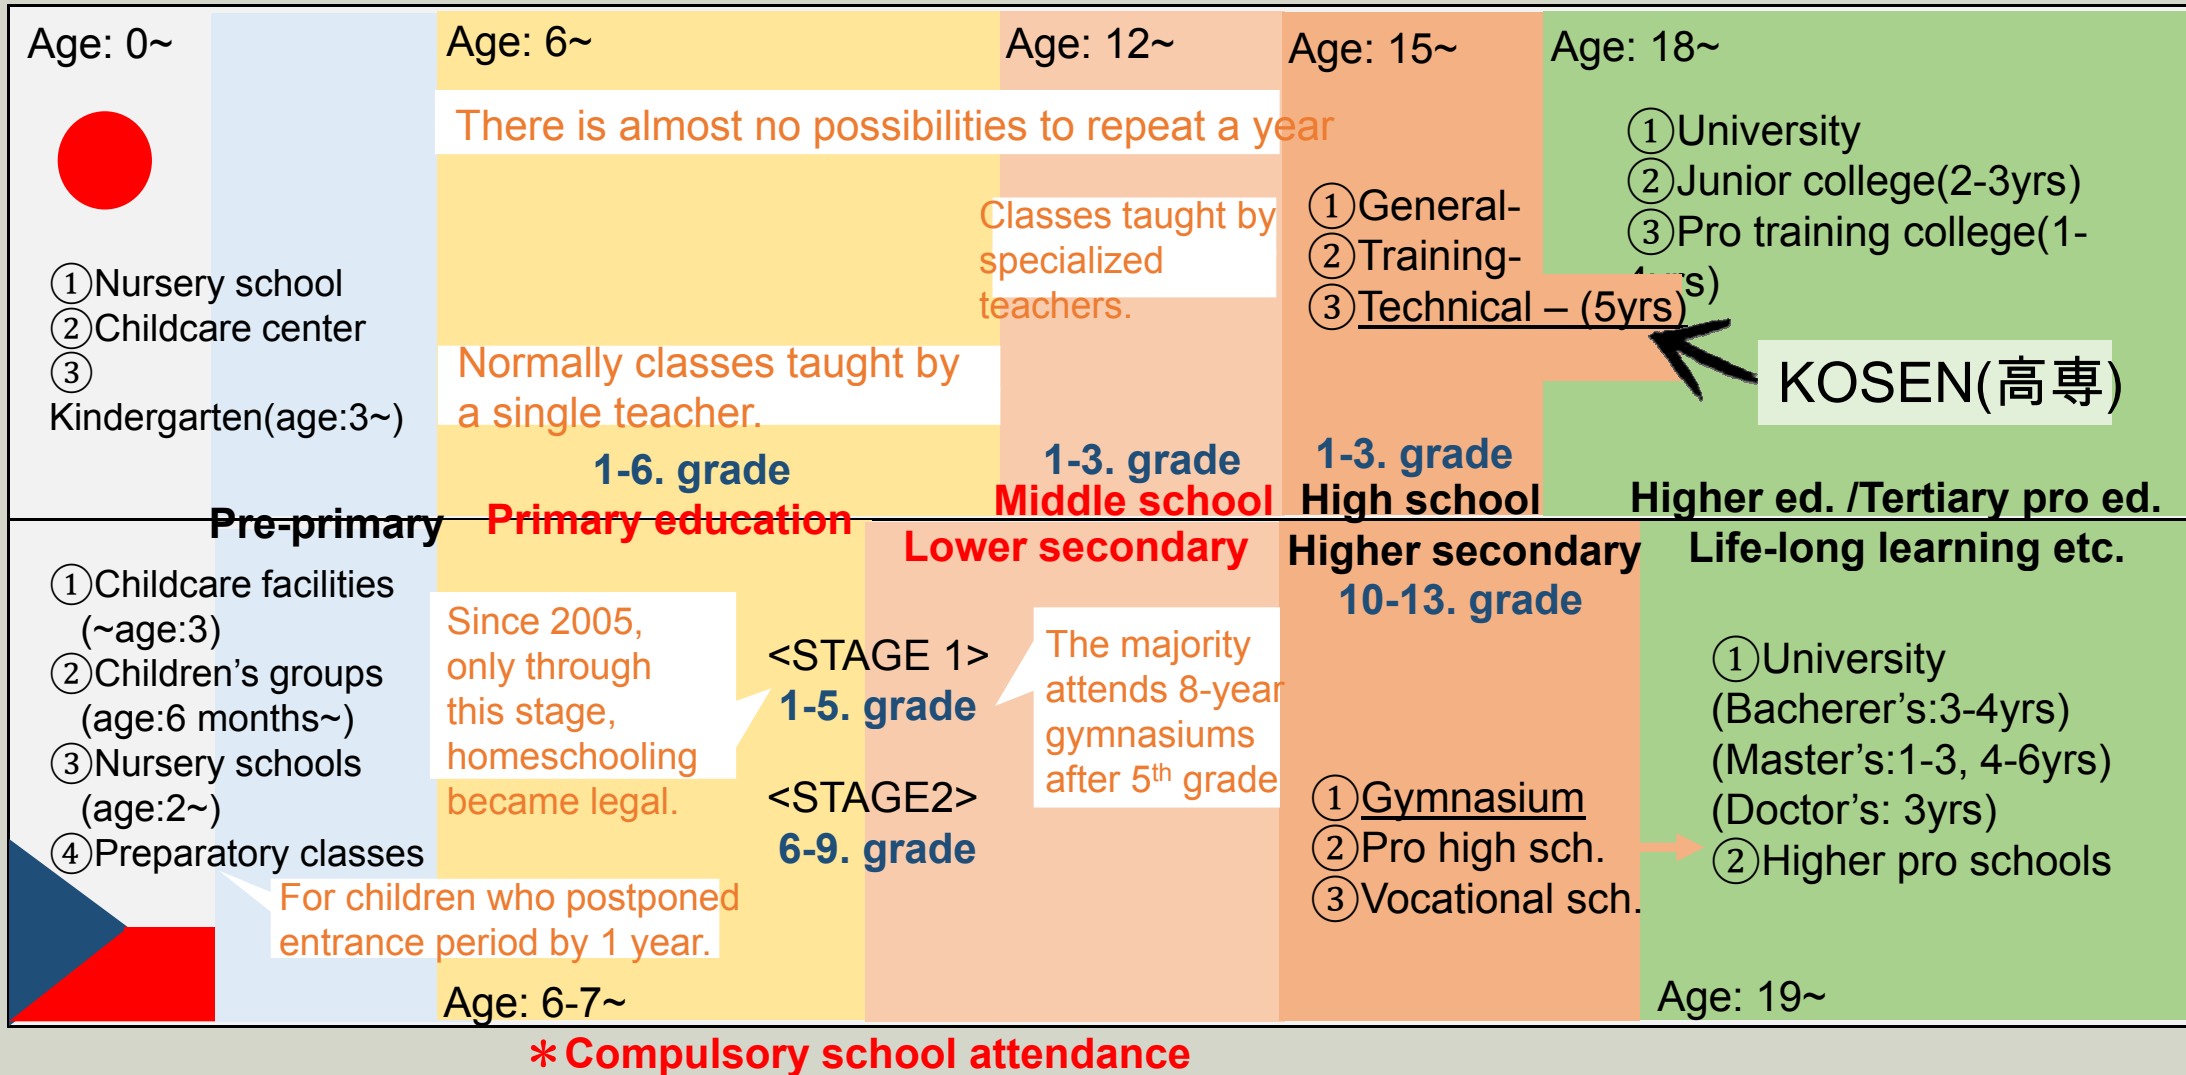 Age: 0~
Age: 6~
Age: 12~
Age: 15~
Age: 18~
There is almost no possibilities to repeat a year
①Nursery school
②Childcare center
③
Kindergarten(age:3~)
Normally classes taught by
a single teacher.
1-6. grade
Classes taught by
specialized
teachers.
1-3. grade
①General-
②Training-
③Technical – (5yrs)
1-3. grade
①University
②Junior college(2-3yrs)
③Pro training college(1-
KOSEN(高専)
Pre-primary
Primary education
Middle school
High school
Higher ed. /Tertiary pro ed.
Lower secondary
Higher secondary
Life-long learning etc.
10-13. grade
①Childcare facilities
(~age:3)
②Children’s groups
(age:6 months~)
③Nursery schools
(age:2~)
④Preparatory classes
For children who postponed
entrance period by 1 year.
Since 2005,
only through
this stage,
homeschooling
became legal.
<STAGE 1>
1-5. grade
<STAGE2>
6-9. grade
The majority
attends 8-year
gymnasiums
after 5th grade
①Gymnasium
②Pro high sch.
③Vocational sch.
①University
(Bacherer’s:3-4yrs)
(Master’s:1-3, 4-6yrs)
(Doctor’s: 3yrs)
②Higher pro schools
Age: 6-7~
Age: 19~
＊Compulsory school attendance